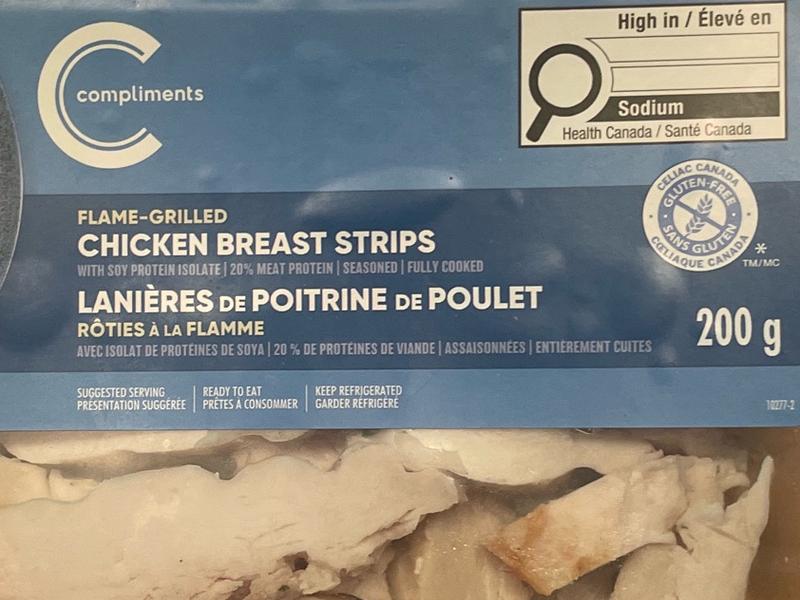 compliments
High in / Élevé en
Sodium
Health Canada / Santé Canada
CELIAC CANADA
GLUTEN-FREE
SANS GLUTEN
CŒLIAQUE CANADA
*
TM/MC
FLAME-GRILLED
CHICKEN BREAST STRIPS
WITH SOY PROTEIN ISOLATE | 20% MEAT PROTEIN | SEASONED | FULLY COOKED
LANIÈRES DE POITRINE DE POULET
RÔTIES À LA FLAMME
AVEC ISOLAT DE PROTÉINES DE SOYA | 20 % DE PROTÉINES DE VIANDE | ASSAISONNÉES | ENTIÈREMENT CUITES
200 g
SUGGESTED SERVING
PRÉSENTATION SUGGÉRÉE
READY TO EAT
PRÊTES À CONSOMMER
KEEP REFRIGERATED
GARDER RÉFRIGÉRÉ
10277-2